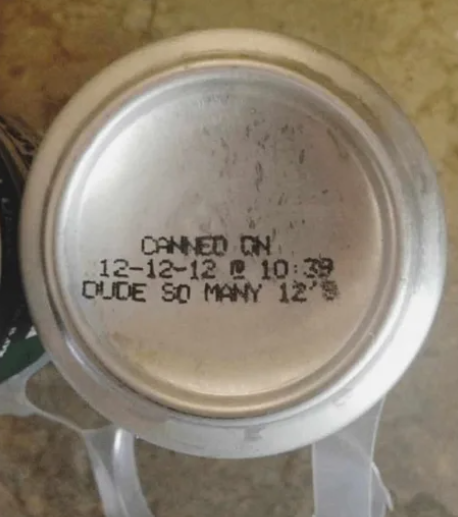 CANNED ON
12-12-12 @ 10:39
DUDE SO MANY 12's